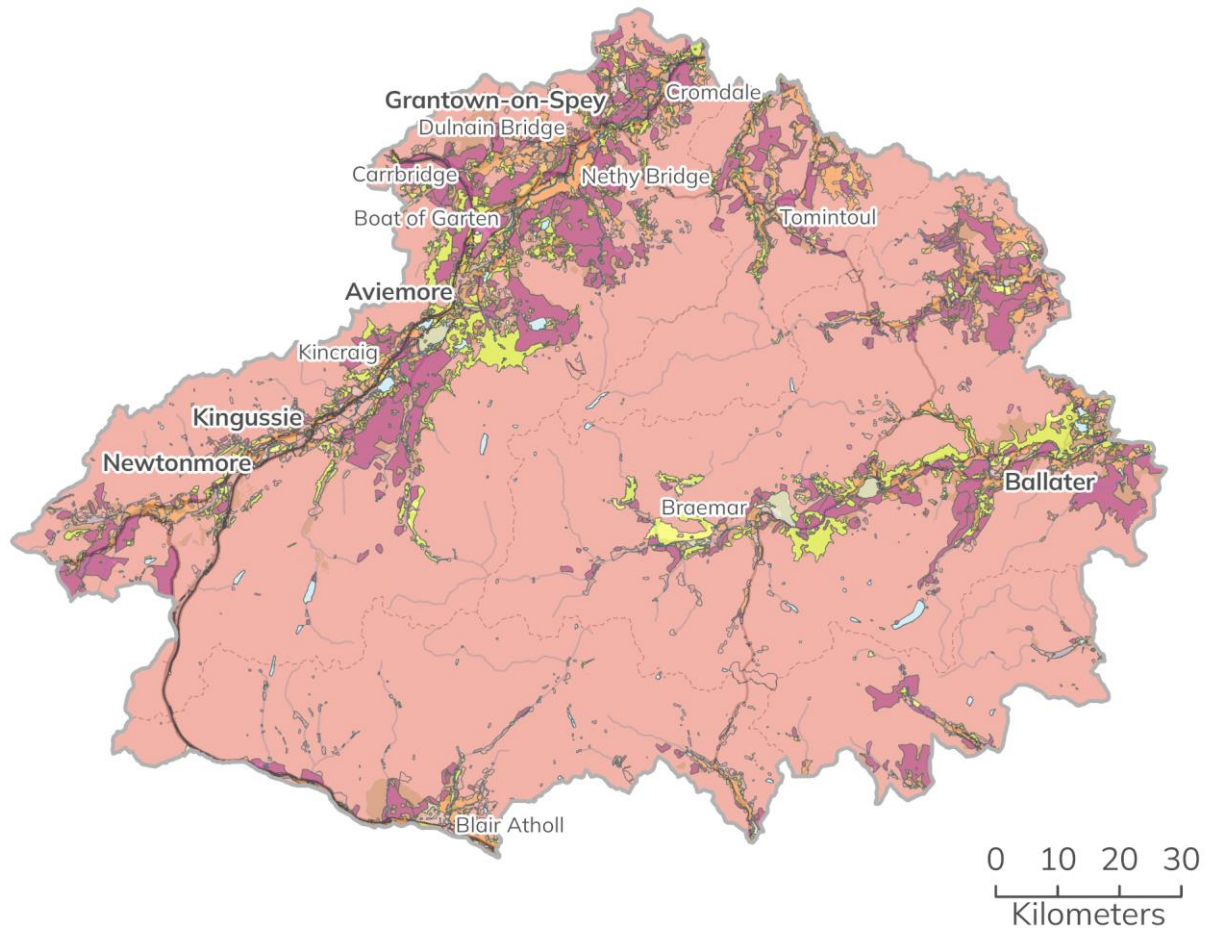 Cromdale
Grantown-on-Spey
Dulnain Bridge
Carrbridge
Nethy Bridge
Boat of Garten
Tomintoul
Aviemore
Kincraig
Kingussie
Newtonmore
Ballater
Braemar
Blair Atholl
0 10 20 30
Kilometers